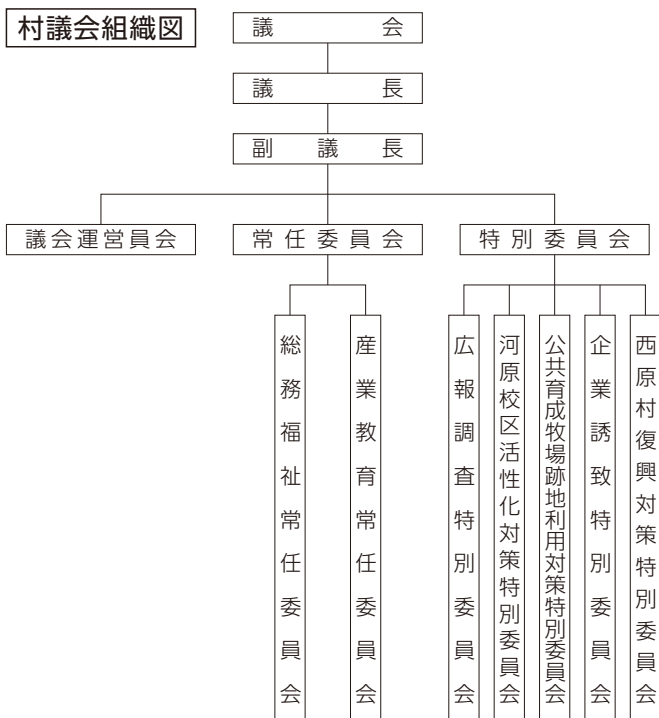 村議会組織図
議会
議長
副議長
議会運営員会
常任委員会
特別委員会
総務福祉常任委員会
産業教育常任委員会
広報調査特別委員会
河原校区活性化対策特別委員会
公共育成牧場跡地利用対策特別委員会
企業誘致特別委員会
西原村復興対策特別委員会